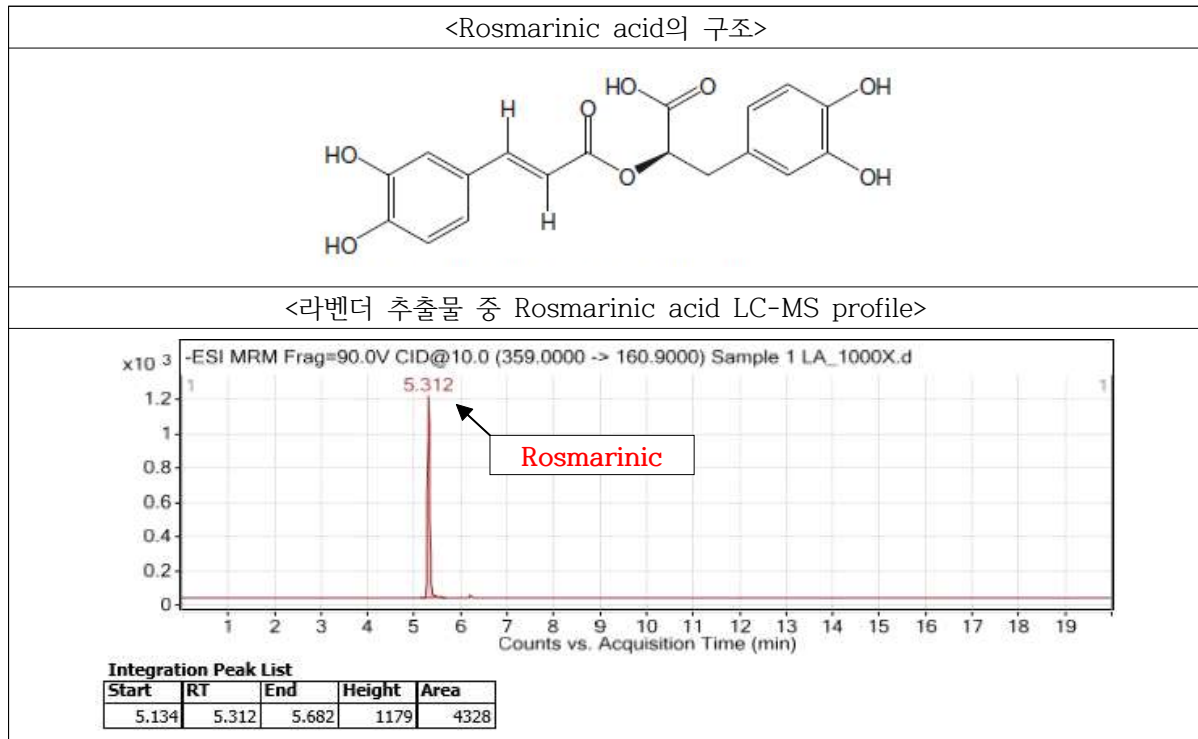 <Rosmarinic acid의 구조>
HO O
H O OH
HO
O OH
H
HO
<라벤더 추출물 중 Rosmarinic acid LC-MS profile>
x10 3 -ESI MRM Frag=90.0V CID@10.0 (359.0000 -> 160.9000) Sample 1 LA_1000X.d
1 5.312 1
1.2
1
Rosmarinic
0.8
0.6
0.4
0.2
0
1 2 3 4 5 6 7 8 9 10 11 12 13 14 15 16 17 18 19
Counts vs. Acquisition Time (min)
Integration Peak List
Start RT End Height Area
5.134 5.312 5.682 1179 4328